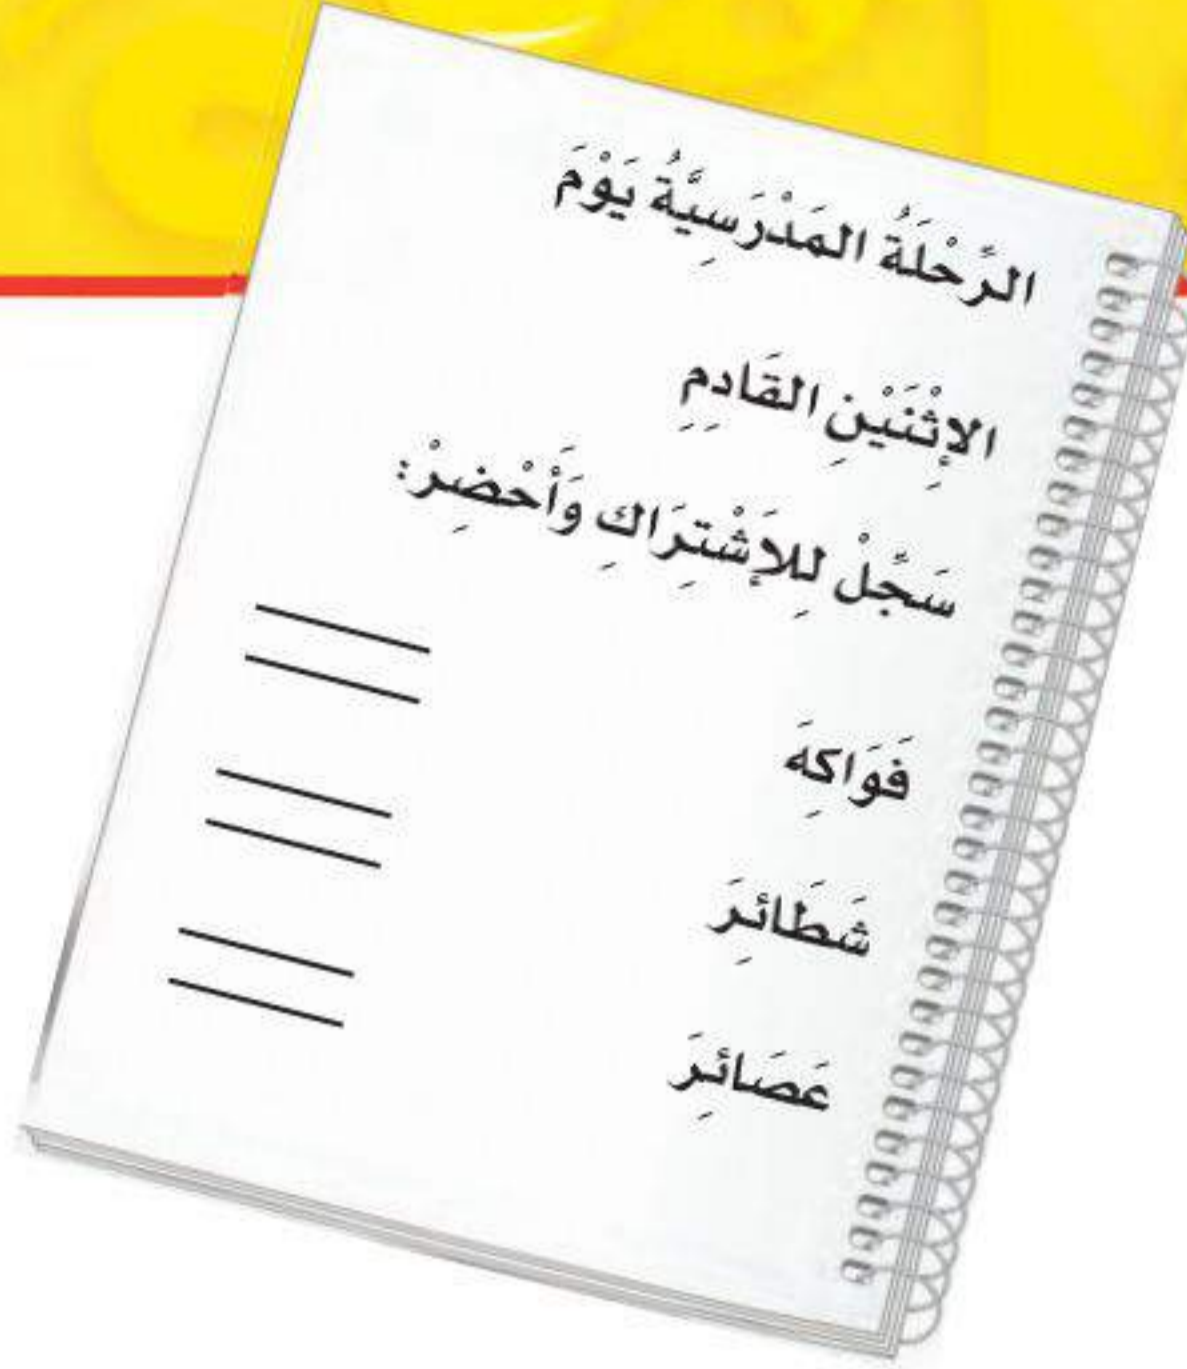 الرِّحْلَةُ المَدْرَسِيَّةُ يَوْمَ
الإِثْنَيْنِ القَادِمِ
سَجِّلْ لِلإِشْتِرَاكِ وَأَحْضِرْ:
فَوَاكِهَ
شَطَائِرَ
عَصَائِرَ